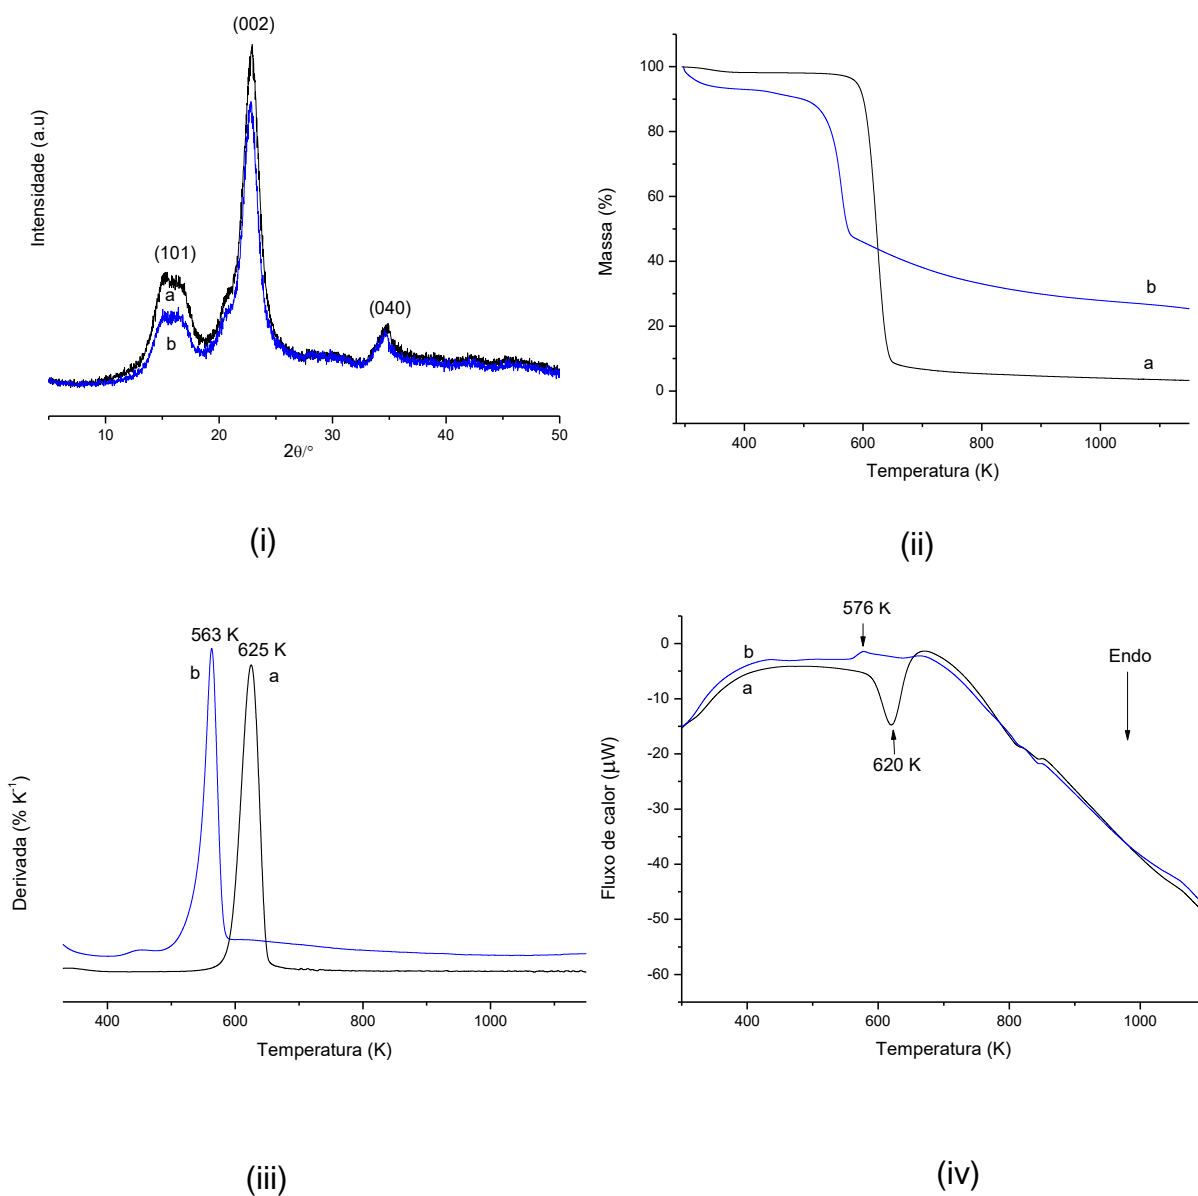 (002)
(101)
a
b
(040)
Intensidade (a.u)
10 20 30 40 50
2θ/°
(i)
100
80
60
40
20
0
Massa (%)
b
a
400 600 800 1000
Temperatura (K)
(ii)
563 K
625 K
b
a
Derivada (% K⁻¹)
400 600 800 1000
Temperatura (K)
(iii)
576 K
0
-10
-20
-30
-40
-50
-60
Fluxo de calor (µW)
b
a
Endo
620 K
400 600 800 1000
Temperatura (K)
(iv)